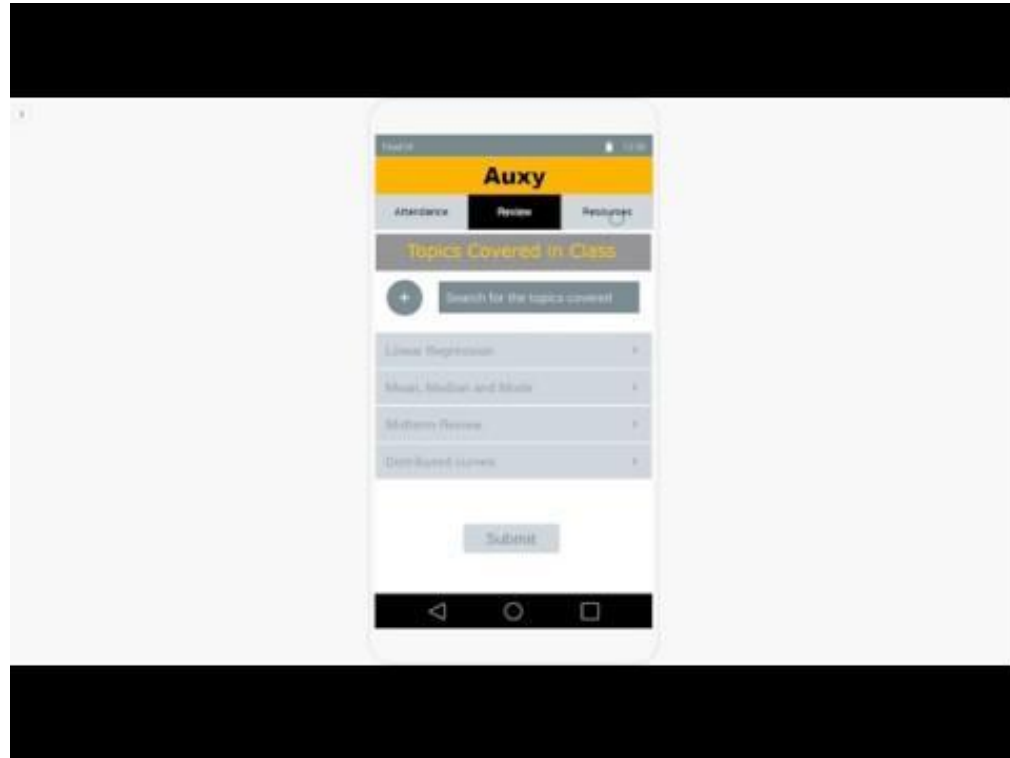 Auxy
Attendance Review Resources
Topics Covered in Class
+ Search for the topics covered
Linear Regression
Mean, Median and Mode
Midterm Review
Distributed curves
Submit